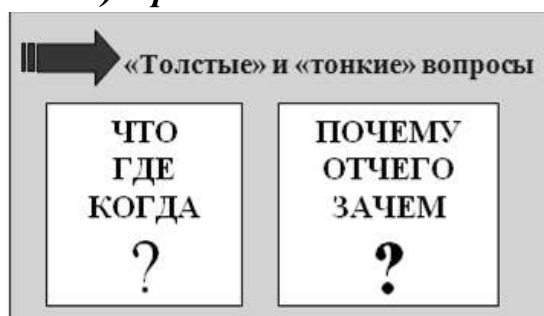 «Толстые» и «тонкие» вопросы
ЧТО
ГДЕ
КОГДА
?
ПОЧЕМУ
ОТЧЕГО
ЗАЧЕМ
?